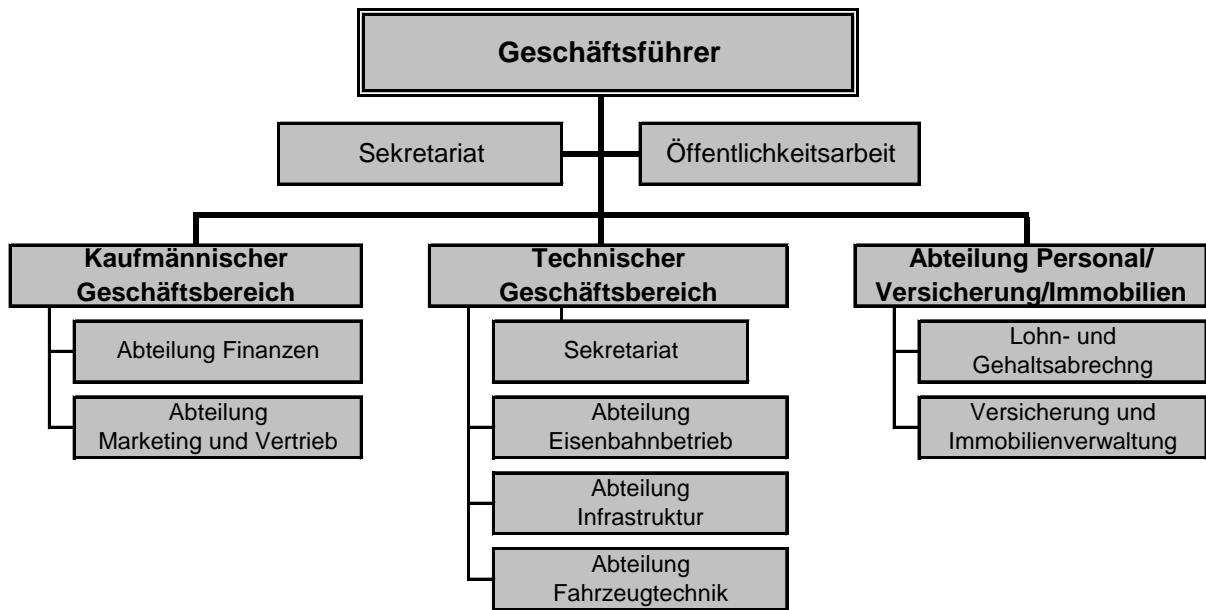 Geschäftsführer
Sekretariat
Öffentlichkeitsarbeit
Kaufmännischer
Geschäftsbereich
Abteilung Finanzen
Abteilung
Marketing und Vertrieb
Technischer
Geschäftsbereich
Sekretariat
Abteilung
Eisenbahnbetrieb
Abteilung
Infrastruktur
Abteilung
Fahrzeugtechnik
Abteilung Personal/
Versicherung/Immobilien
Lohn- und
Gehaltsabrechng
Versicherung und
Immobilienverwaltung